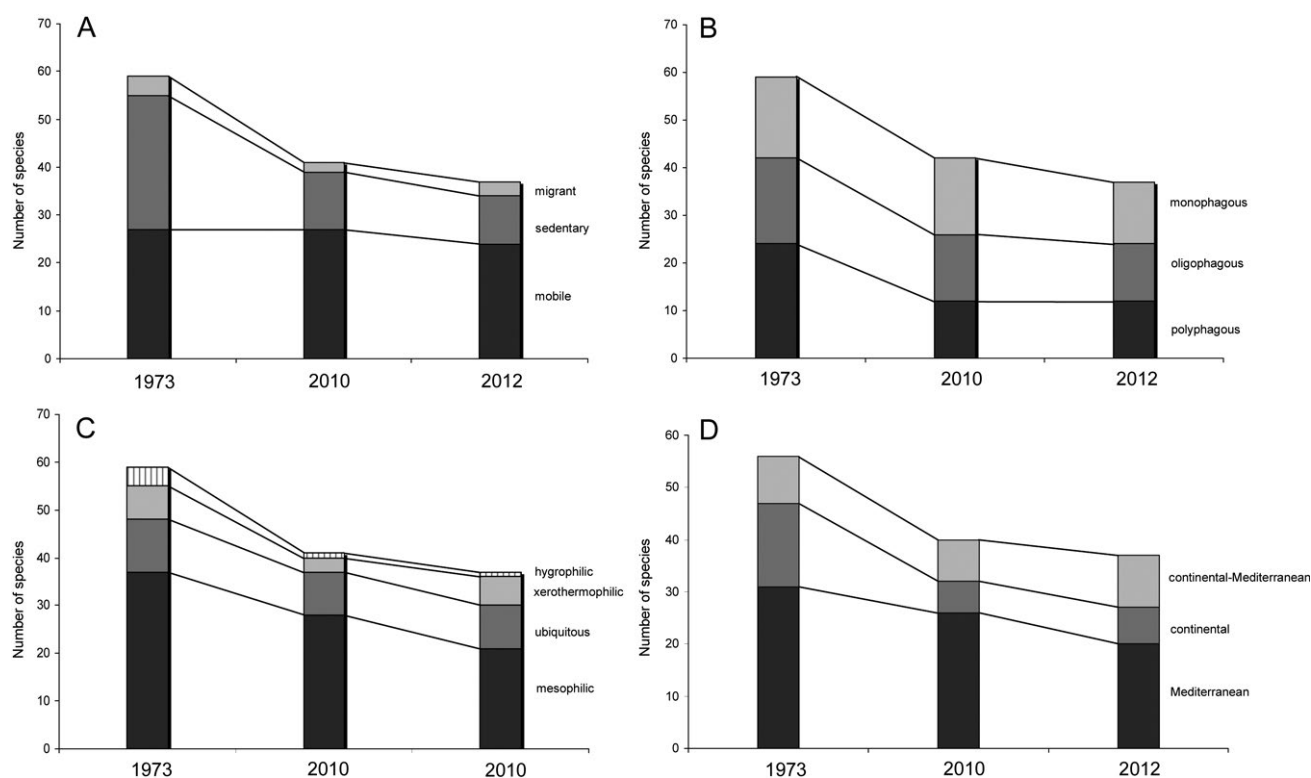 A
Number of species
70
60
50
40
30
20
10
0
1973
2010
2012
migrant
sedentary
mobile
B
Number of species
70
60
50
40
30
20
10
0
1973
2010
2012
monophagous
oligophagous
polyphagous
C
Number of species
70
60
50
40
30
20
10
0
1973
2010
2010
hygrophilic
xerothermophilic
ubiquitous
mesophilic
D
Number of species
60
50
40
30
20
10
0
1973
2010
2012
continental-Mediterranean
continental
Mediterranean